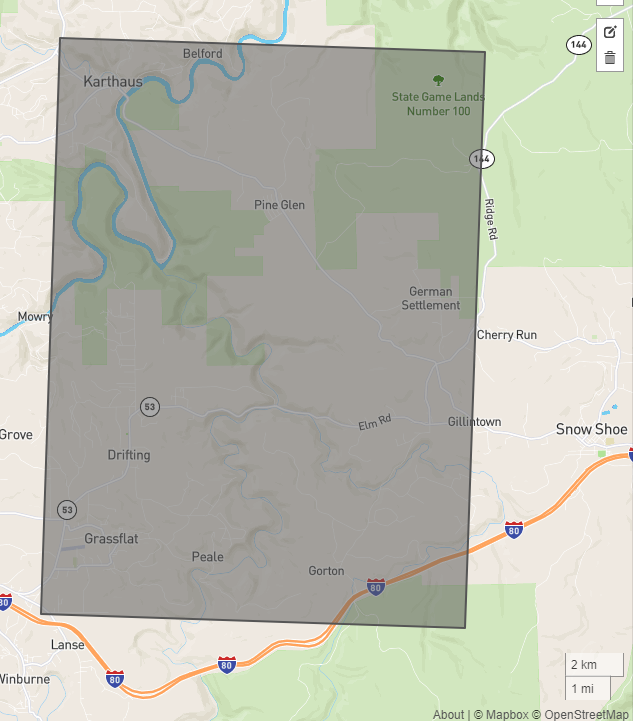 144
Belford
Karthaus
State Game Lands
Number 100
144
Pine Glen
Ridge Rd
German
Settlement
Mowry
Cherry Run
53
Elm Rd
Gillintown
Grove
Snow Shoe
Drifting
80
53
80
Grassflat
Peale
Gorton
80
80
Lanse
80
80
Winburne
2 km
1 mi
About | © Mapbox © OpenStreetMap